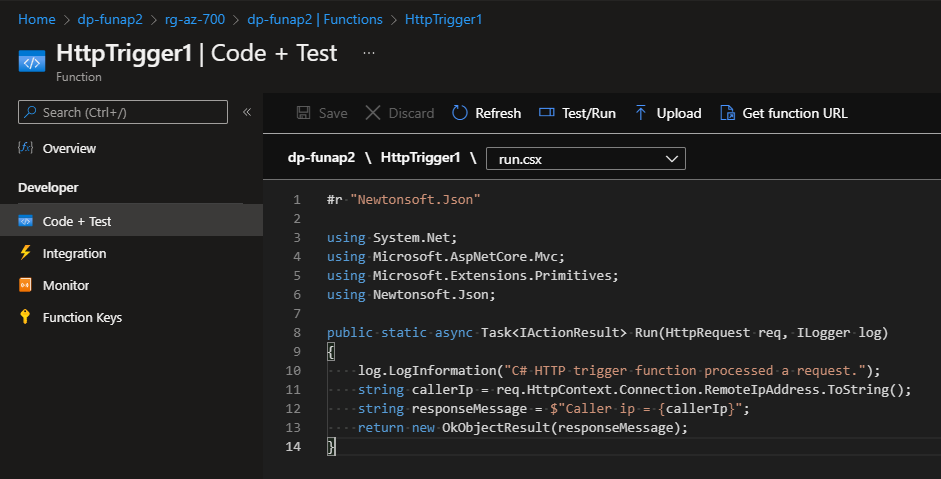 Home > dp-funap2 > rg-az-700 > dp-funap2 | Functions > HttpTrigger1
HttpTrigger1 | Code + Test ...
Function
Search (Ctrl+/) «
Overview
Developer
Code + Test
Integration
Monitor
Function Keys
Save Discard Refresh Test/Run Upload Get function URL
dp-funap2 \ HttpTrigger1 \ run.csx
1 #r "Newtonsoft.Json"
2
3 using System.Net;
4 using Microsoft.AspNetCore.Mvc;
5 using Microsoft.Extensions.Primitives;
6 using Newtonsoft.Json;
7
8 public static async Task<IActionResult> Run(HttpRequest req, ILogger log)
9 {
10     log.LogInformation("C# HTTP trigger function processed a request.");
11     string callerIp = req.HttpContext.Connection.RemoteIpAddress.ToString();
12     string responseMessage = $"Caller ip = {callerIp}";
13     return new OkObjectResult(responseMessage);
14 }